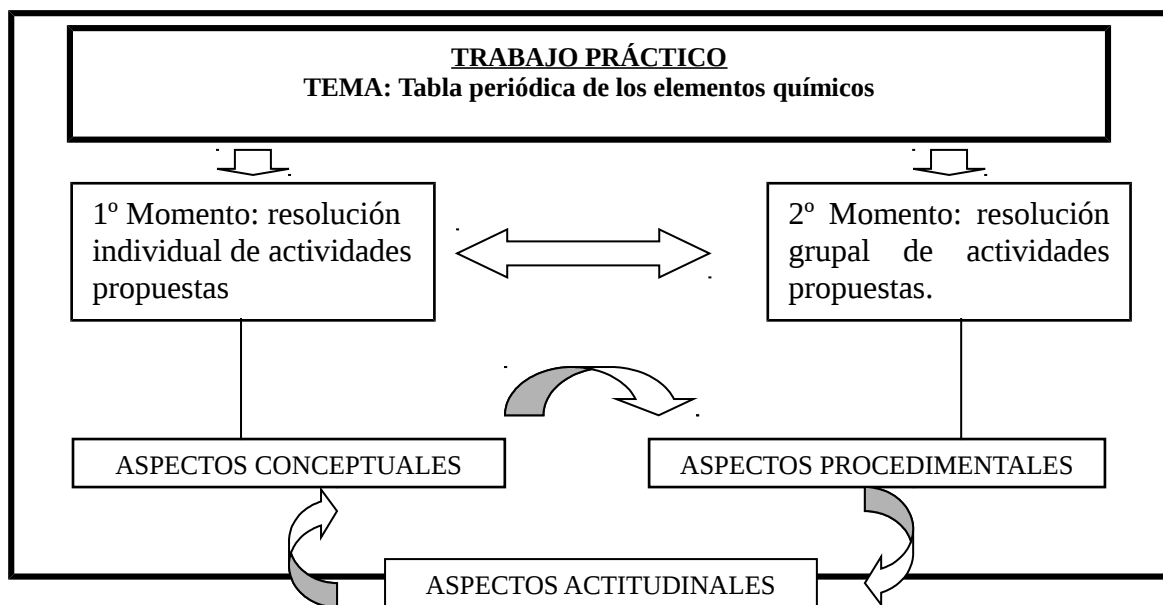 TRABAJO PRÁCTICO
TEMA: Tabla periódica de los elementos químicos
1º Momento: resolución
individual de actividades
propuestas
2º Momento: resolución
grupal de actividades
propuestas.
ASPECTOS CONCEPTUALES
ASPECTOS PROCEDIMENTALES
ASPECTOS ACTITUDINALES